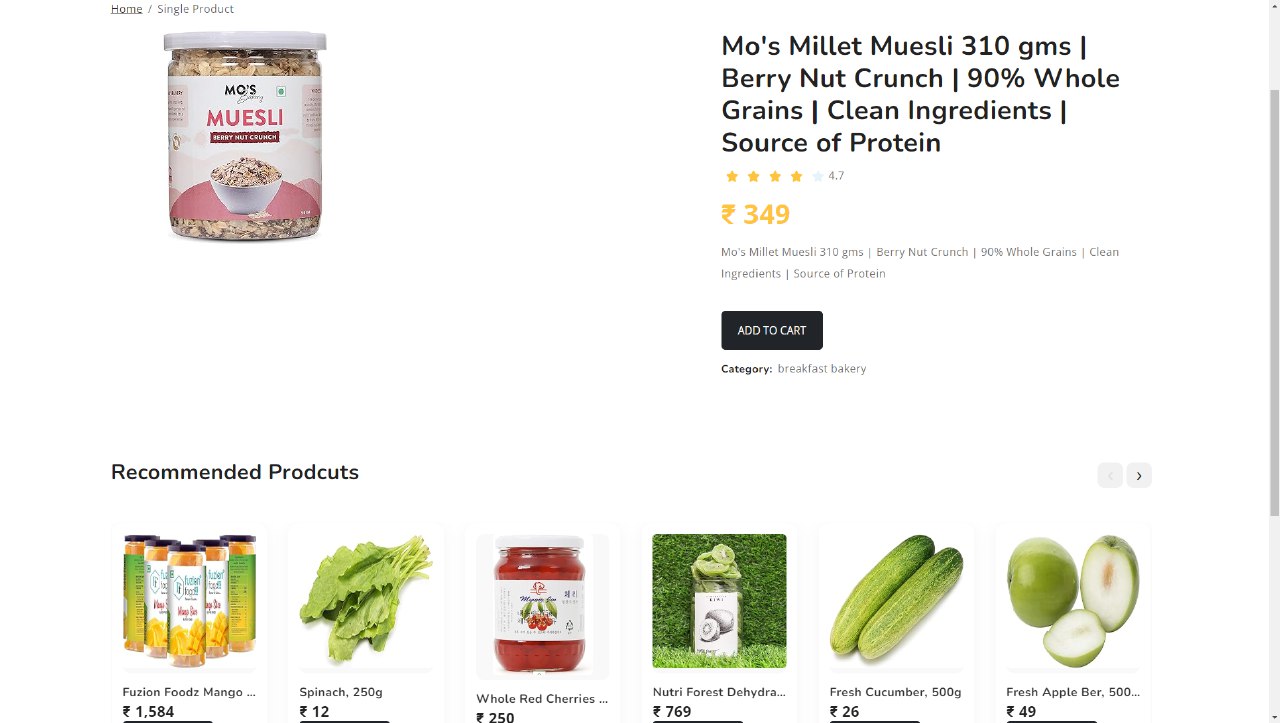 Home / Single Product
MO'S
Bakery
MUESLI
BERRY NUT CRUNCH
Mo's Millet Muesli 310 gms |
Berry Nut Crunch | 90% Whole
Grains | Clean Ingredients |
Source of Protein
4.7
₹ 349
Mo's Millet Muesli 310 gms | Berry Nut Crunch | 90% Whole Grains | Clean
Ingredients | Source of Protein
ADD TO CART
Category: breakfast bakery
Recommended Prodcuts
‹ ›
KIWI
Fuzion Foodz Mango ...
Spinach, 250g
Whole Red Cherries ...
Nutri Forest Dehydra...
Fresh Cucumber, 500g
Fresh Apple Ber, 500...
₹ 1,584
₹ 12
₹ 250
₹ 769
₹ 26
₹ 49